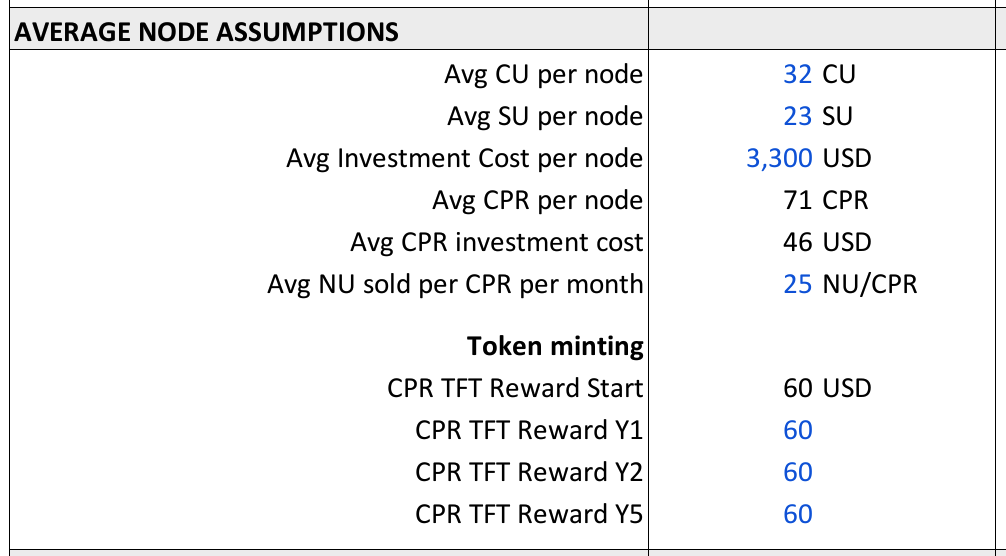 AVERAGE NODE ASSUMPTIONS
Avg CU per node 32 CU
Avg SU per node 23 SU
Avg Investment Cost per node 3,300 USD
Avg CPR per node 71 CPR
Avg CPR investment cost 46 USD
Avg NU sold per CPR per month 25 NU/CPR
Token minting
CPR TFT Reward Start 60 USD
CPR TFT Reward Y1 60
CPR TFT Reward Y2 60
CPR TFT Reward Y5 60